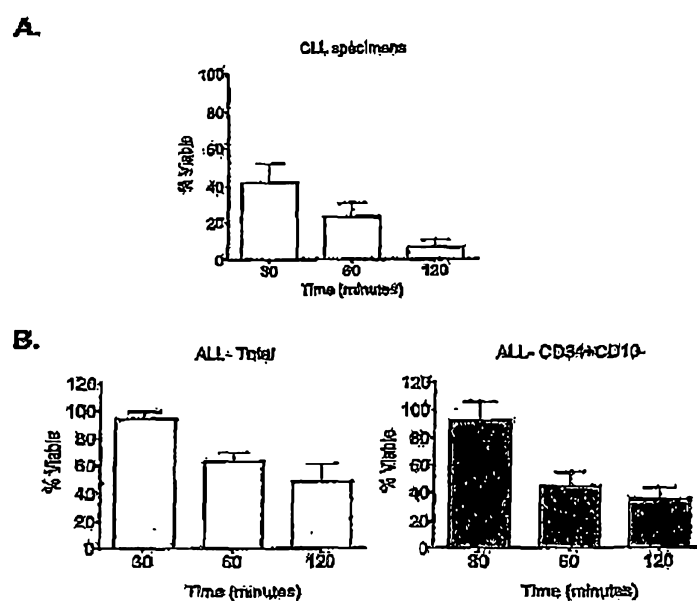 A.
CLL specimens
100
80
60
40
20
0
% Viable
30 60 120
Time (minutes)
B.
ALL- Total
120
100
80
60
40
20
0
% Viable
30 60 120
Time (minutes)
ALL- CD34+CD10-
120
100
80
60
40
20
0
% Viable
30 60 120
Time (minutes)